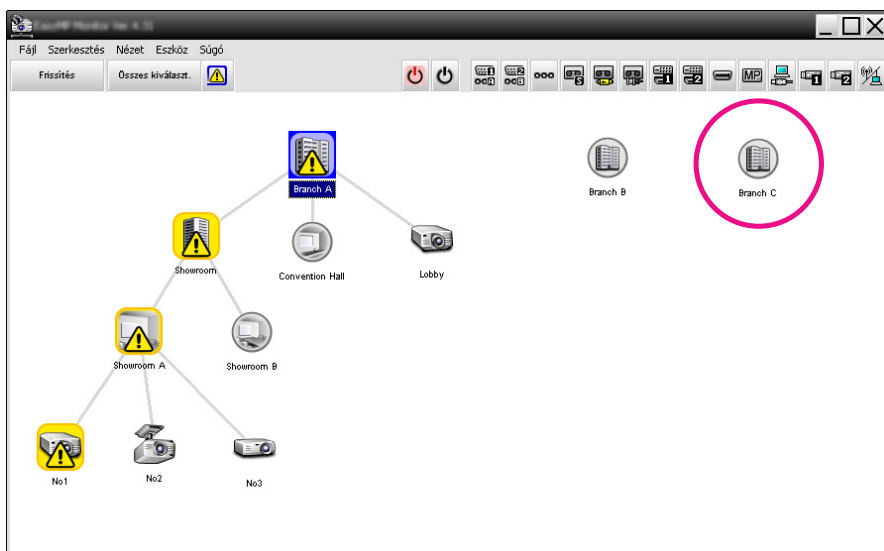 Fájl Szerkesztés Nézet Eszköz Súgó
Frissítés Összes kiválaszt. MP
Branch A
Branch B
Branch C
Showroom
Convention Hall
Lobby
Showroom A
Showroom B
No1
No2
No3